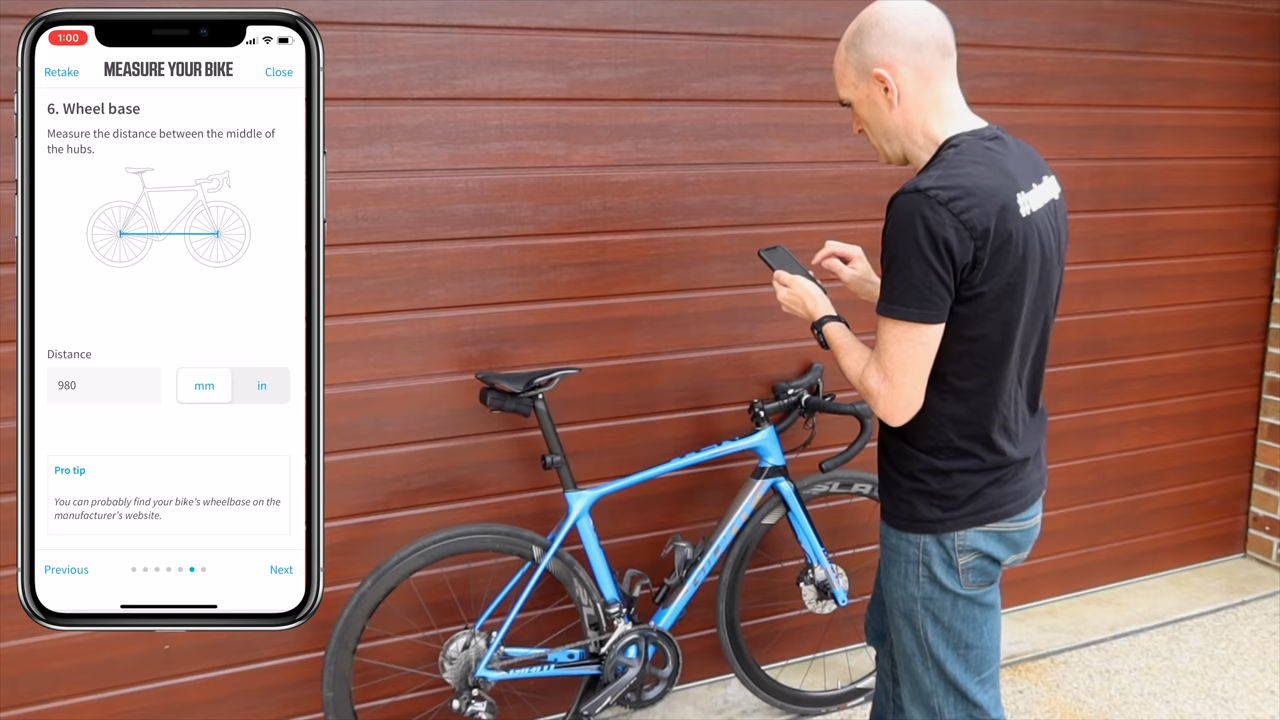 1:00
Retake
MEASURE YOUR BIKE
Close
6. Wheel base
Measure the distance between the middle of
the hubs.
Distance
980
mm
in
Pro tip
You can probably find your bike's wheelbase on the
manufacturer's website.
Previous
Next
GIANT